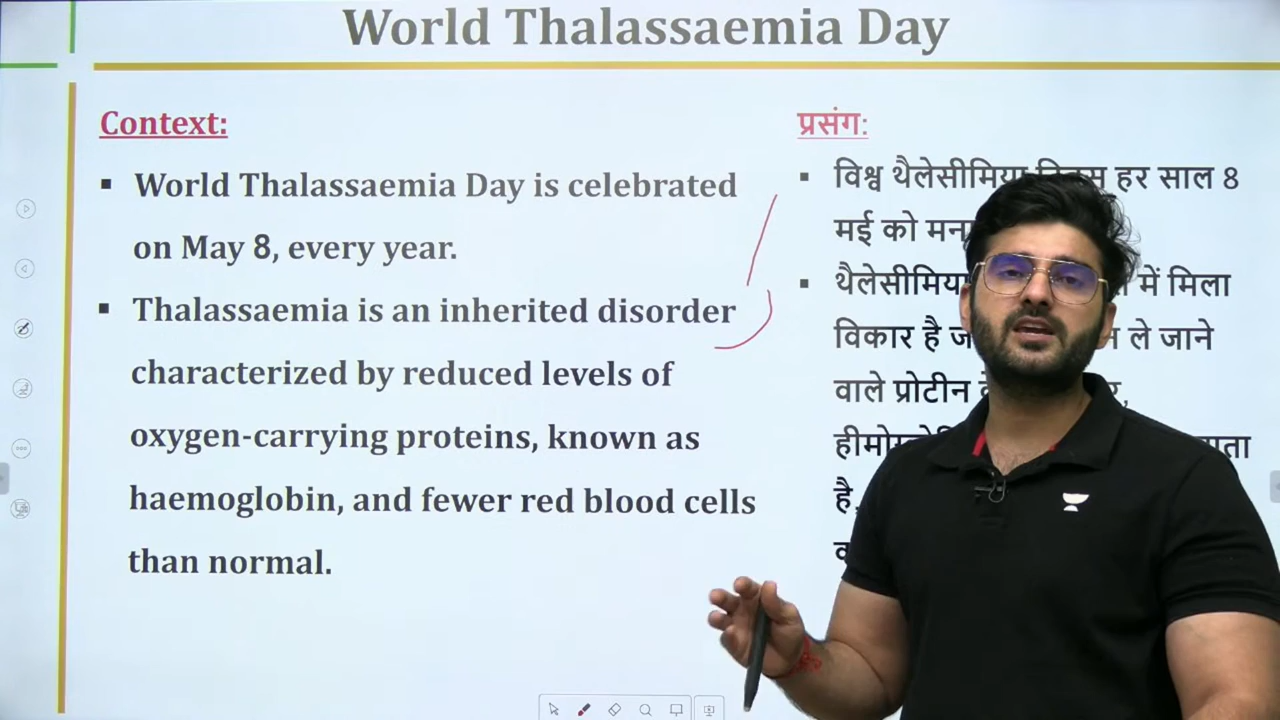 World Thalassaemia Day
Context:
▪ World Thalassaemia Day is celebrated
on May 8, every year.
▪ Thalassaemia is an inherited disorder
characterized by reduced levels of
oxygen-carrying proteins, known as
haemoglobin, and fewer red blood cells
than normal.
प्रसंग:
▪ विश्व थैलेसीमिया हर साल 8
मई को
▪ थैलेसीमिया में मिला
विकार है ले जाने
वाले प्रोटीन
है,